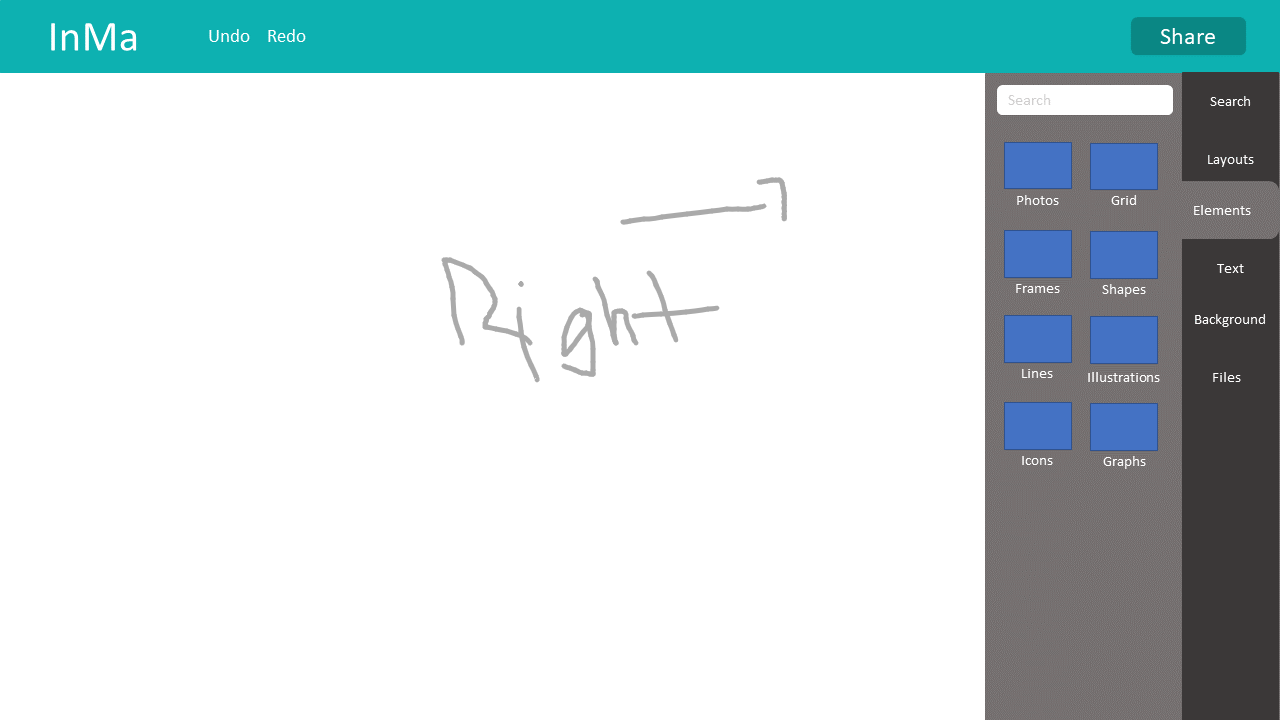 InMa
Undo Redo
Share
Right
Search
Photos Grid
Frames Shapes
Lines Illustrations
Icons Graphs
Search
Layouts
Elements
Text
Background
Files